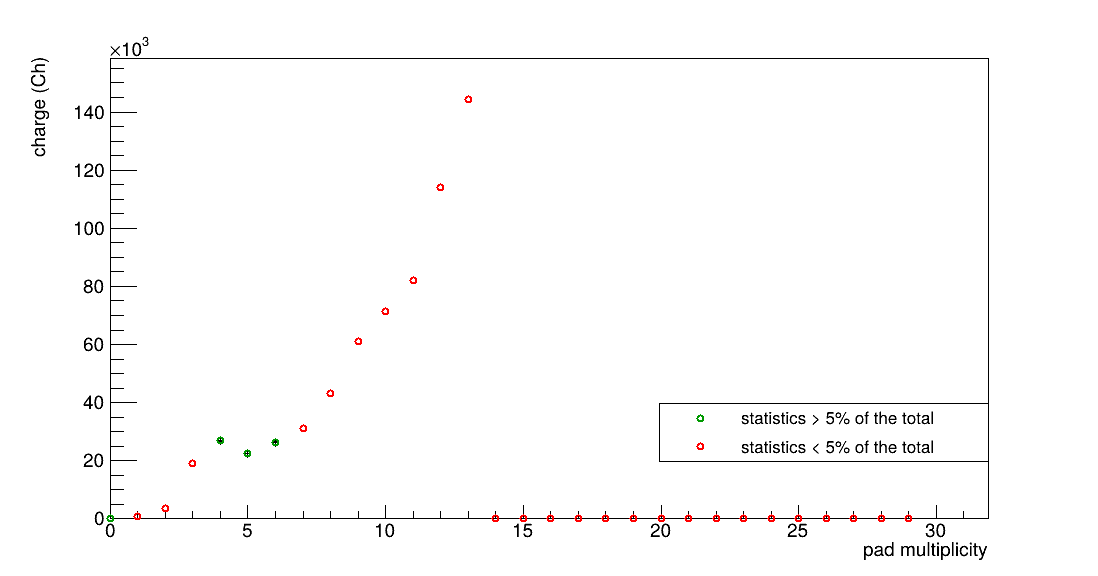 ×10³
charge (Ch)
140
120
100
80
60
40
20
0
statistics > 5% of the total
statistics < 5% of the total
0 5 10 15 20 25 30
pad multiplicity